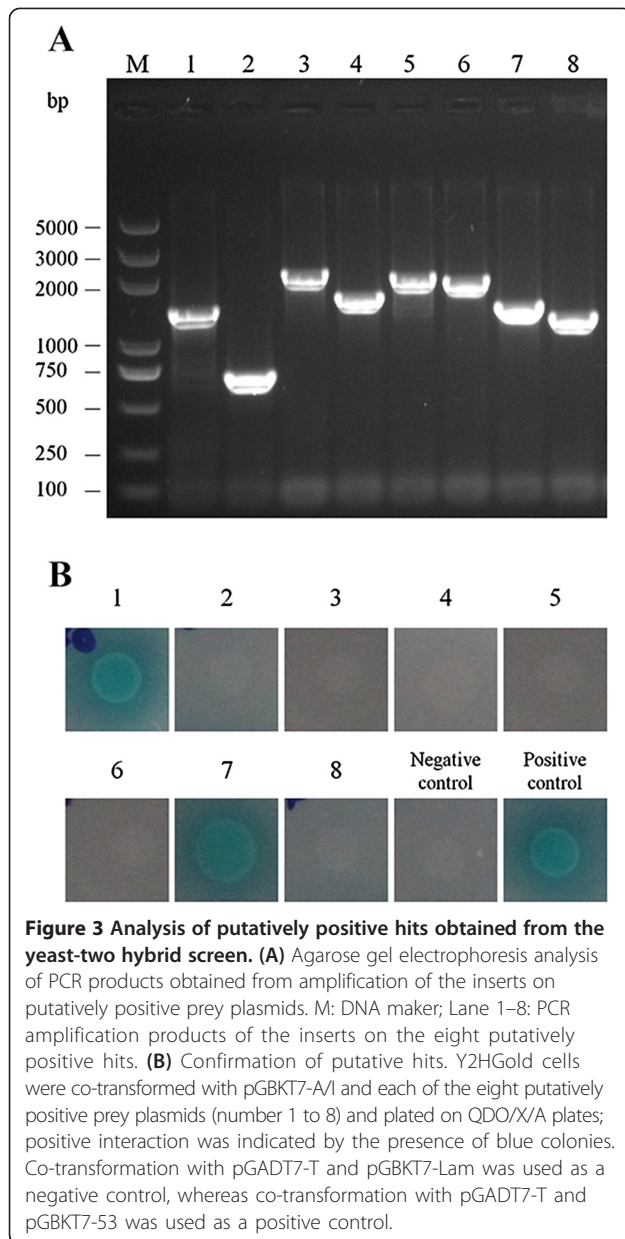 A
M 1 2 3 4 5 6 7 8
bp
5000
3000
2000
1000
750
500
250
100
B
1 2 3 4 5
6 7 8 Negative control Positive control
Figure 3 Analysis of putatively positive hits obtained from the
yeast-two hybrid screen. (A) Agarose gel electrophoresis analysis
of PCR products obtained from amplification of the inserts on
putatively positive prey plasmids. M: DNA maker; Lane 1–8: PCR
amplification products of the inserts on the eight putatively
positive hits. (B) Confirmation of putative hits. Y2HGold cells
were co-transformed with pGBKT7-A/I and each of the eight putatively
positive prey plasmids (number 1 to 8) and plated on QDO/X/A plates;
positive interaction was indicated by the presence of blue colonies.
Co-transformation with pGADT7-T and pGBKT7-Lam was used as a
negative control, whereas co-transformation with pGADT7-T and
pGBKT7-53 was used as a positive control.